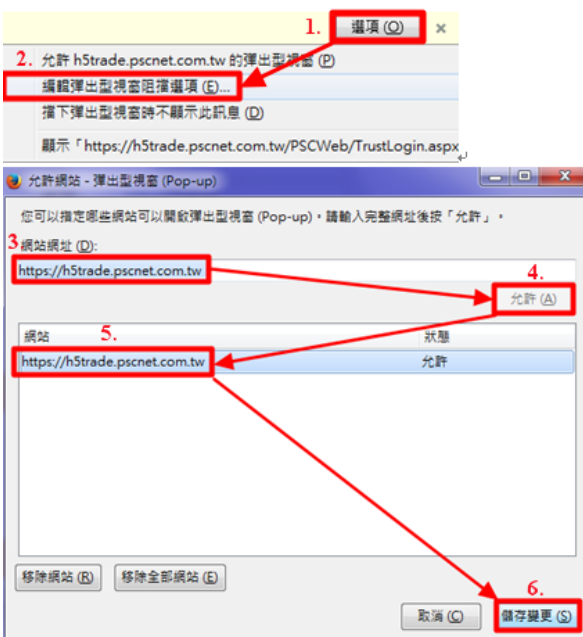 1. 選項(O) ×
2. 允許 h5trade.pscnet.com.tw 的彈出型視窗 (P)
編輯彈出型視窗阻擋選項 (E)...
擋下彈出型視窗時不顯示此訊息 (D)
顯示「https://h5trade.pscnet.com.tw/PSCWeb/TrustLogin.aspx
允許網站 - 彈出型視窗 (Pop-up)
您可以指定哪些網站可以開啟彈出型視窗 (Pop-up)。請輸入完整網址後按「允許」。
3 網站網址 (D):
https://h5trade.pscnet.com.tw
4.
允許 (A)
網站 5. 狀態
https://h5trade.pscnet.com.tw 允許
移除網站 (R) 移除全部網站 (E)
6.
取消 (C) 儲存變更 (S)